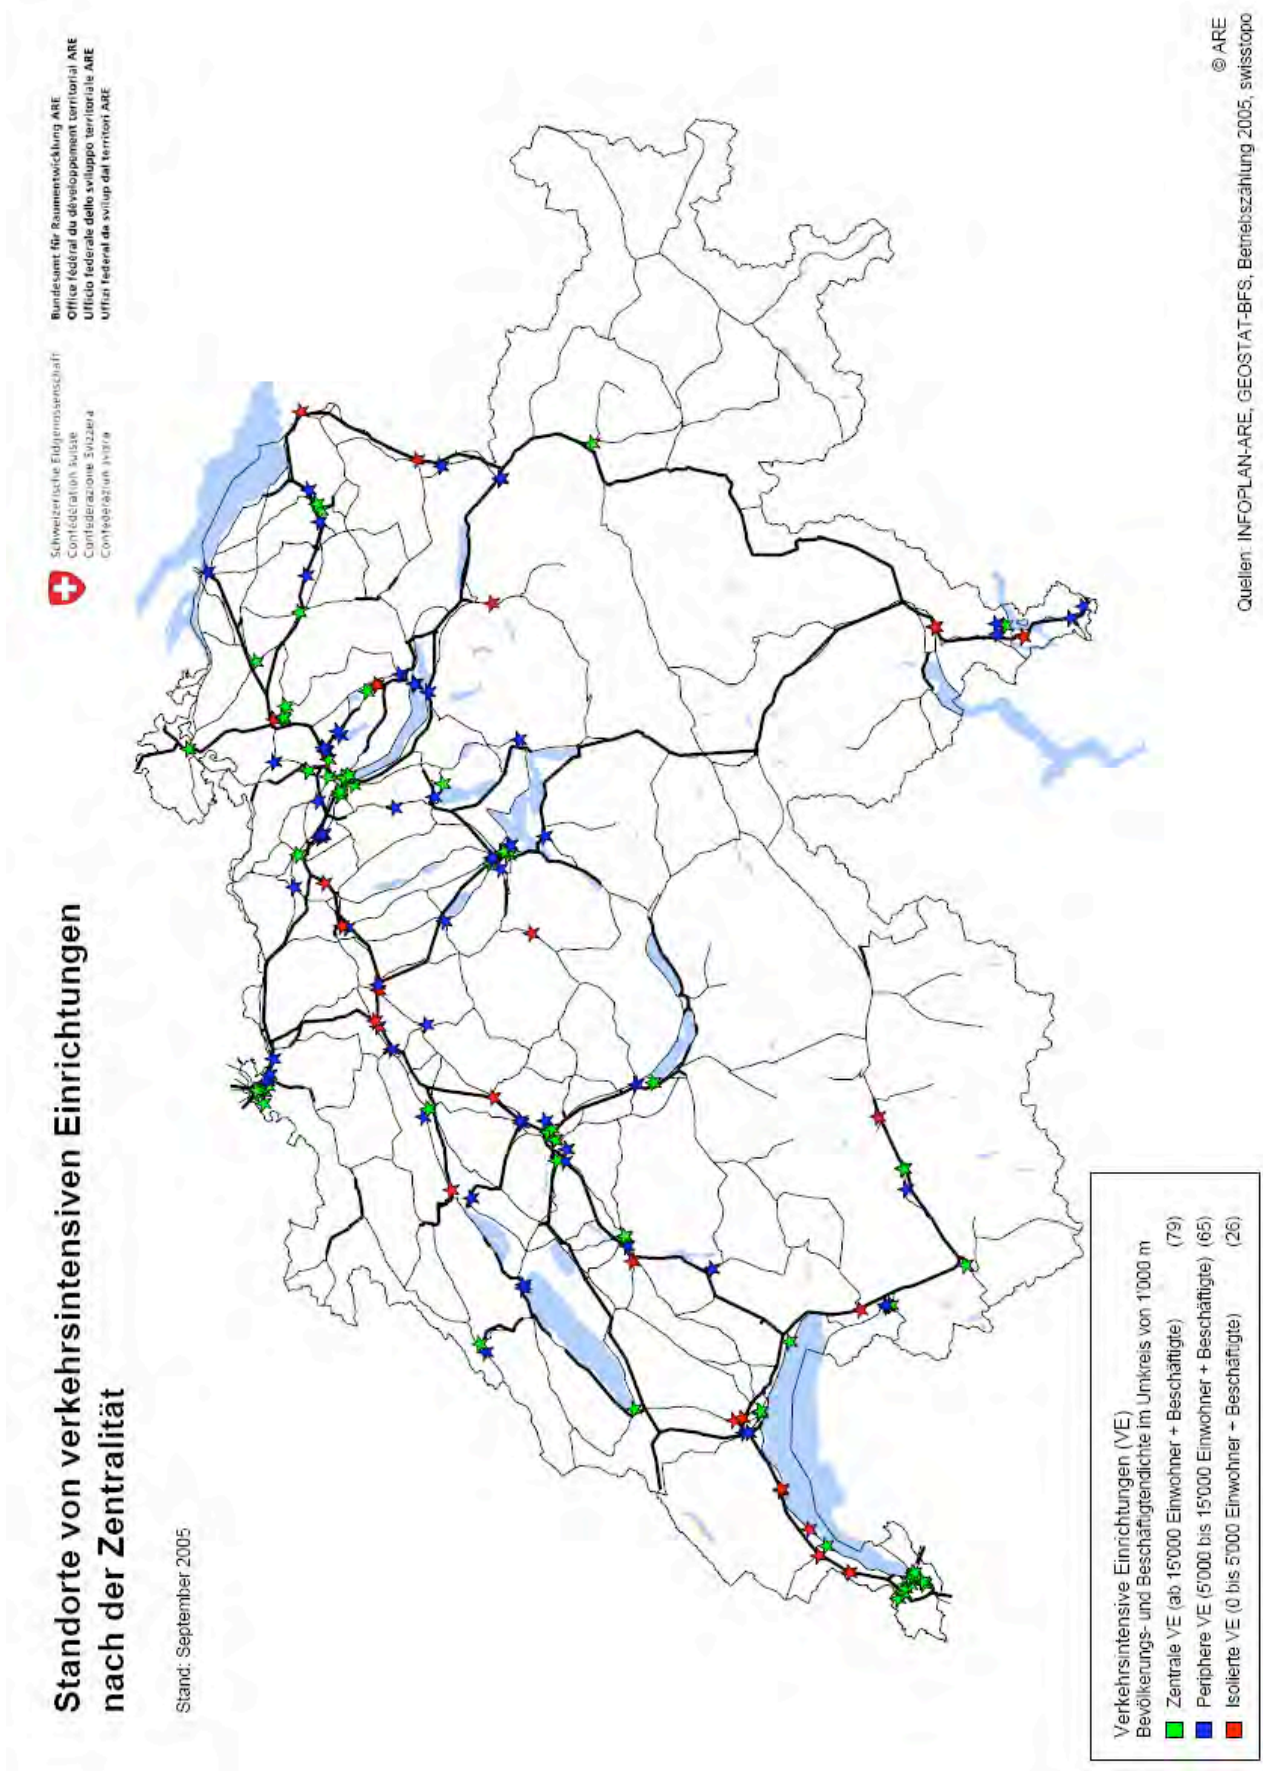 Standorte von verkehrsintensiven Einrichtungen
nach der Zentralität
Stand: September 2005
Schweizerische Eidgenossenschaft
Confédération suisse
Confederazione Svizzera
Confederaziun svizra
Bundesamt für Raumentwicklung ARE
Office fédéral du développement territorial ARE
Ufficio federale dello sviluppo territoriale ARE
Uffizi federal da svilup dal territori ARE
Verkehrsintensive Einrichtungen (VE)
Bevölkerungs- und Beschäftigtendichte im Umkreis von 1'000 m
Zentrale VE (ab 15'000 Einwohner + Beschäftigte) (79)
Periphere VE (5'000 bis 15'000 Einwohner + Beschäftigte) (65)
Isolierte VE (0 bis 5'000 Einwohner + Beschäftigte) (26)
© ARE
Quellen: INFOPLAN-ARE, GEOSTAT-BFS, Betriebszählung 2005, swisstopo